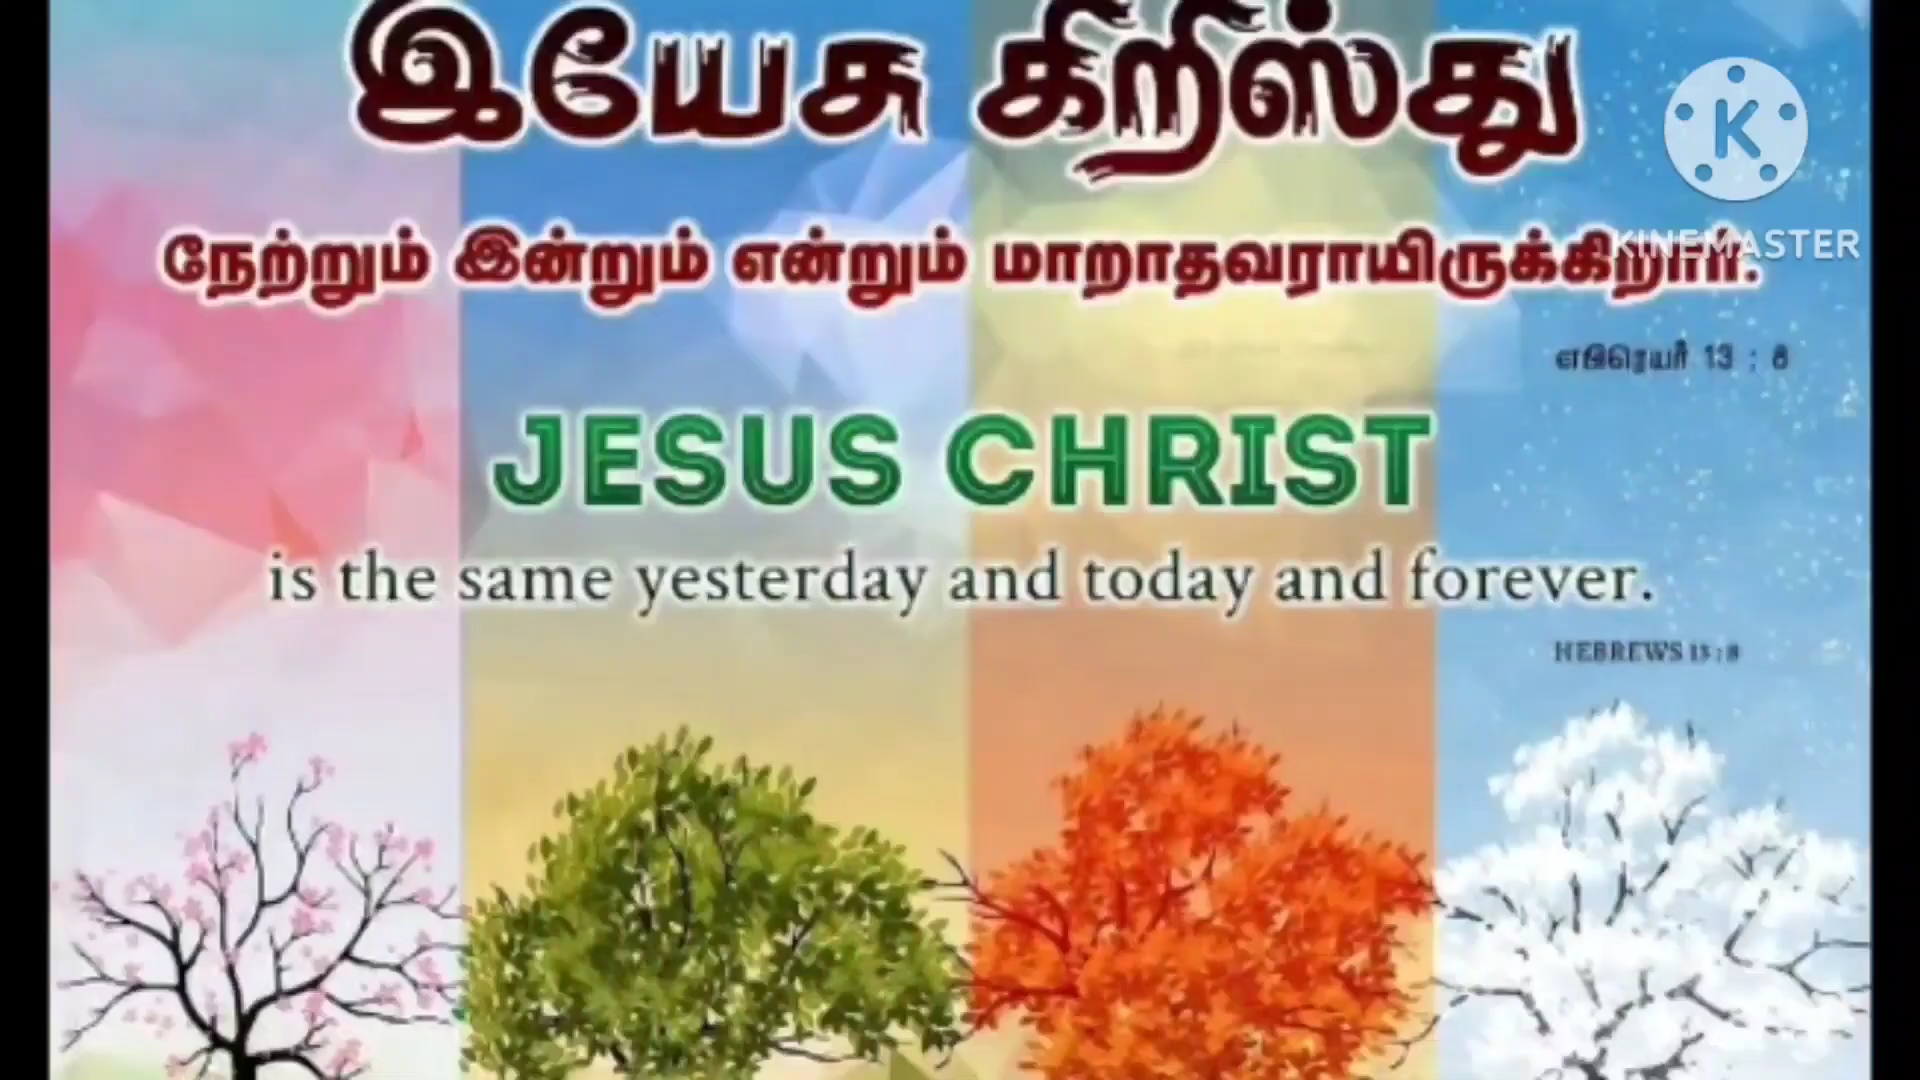 இயேசு கிறிஸ்து
K
KINEMASTER
நேற்றும் இன்றும் என்றும் மாறாதவராயிருக்கிறார்.
எபிரெயர் 13 : 8
JESUS CHRIST
is the same yesterday and today and forever.
HEBREWS 13 : 8